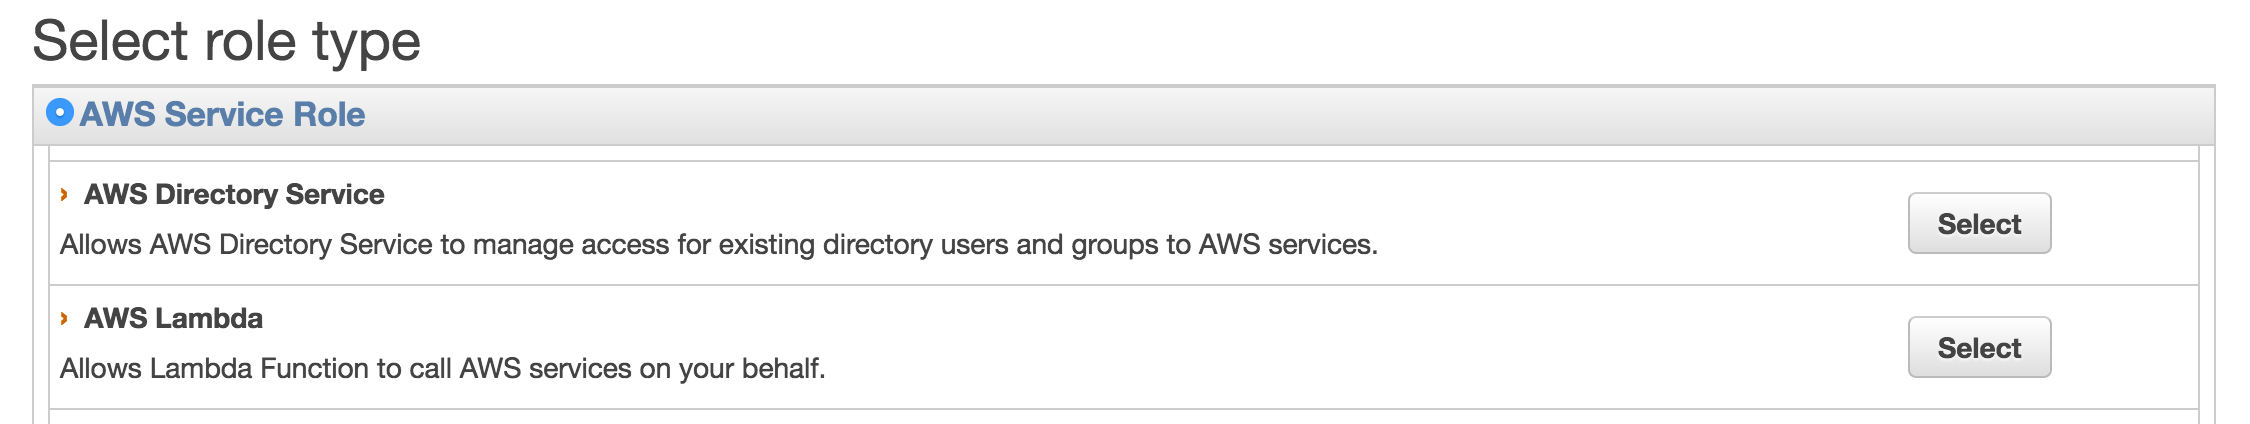 Select role type
AWS Service Role
AWS Directory Service
Allows AWS Directory Service to manage access for existing directory users and groups to AWS services.
Select
AWS Lambda
Allows Lambda Function to call AWS services on your behalf.
Select